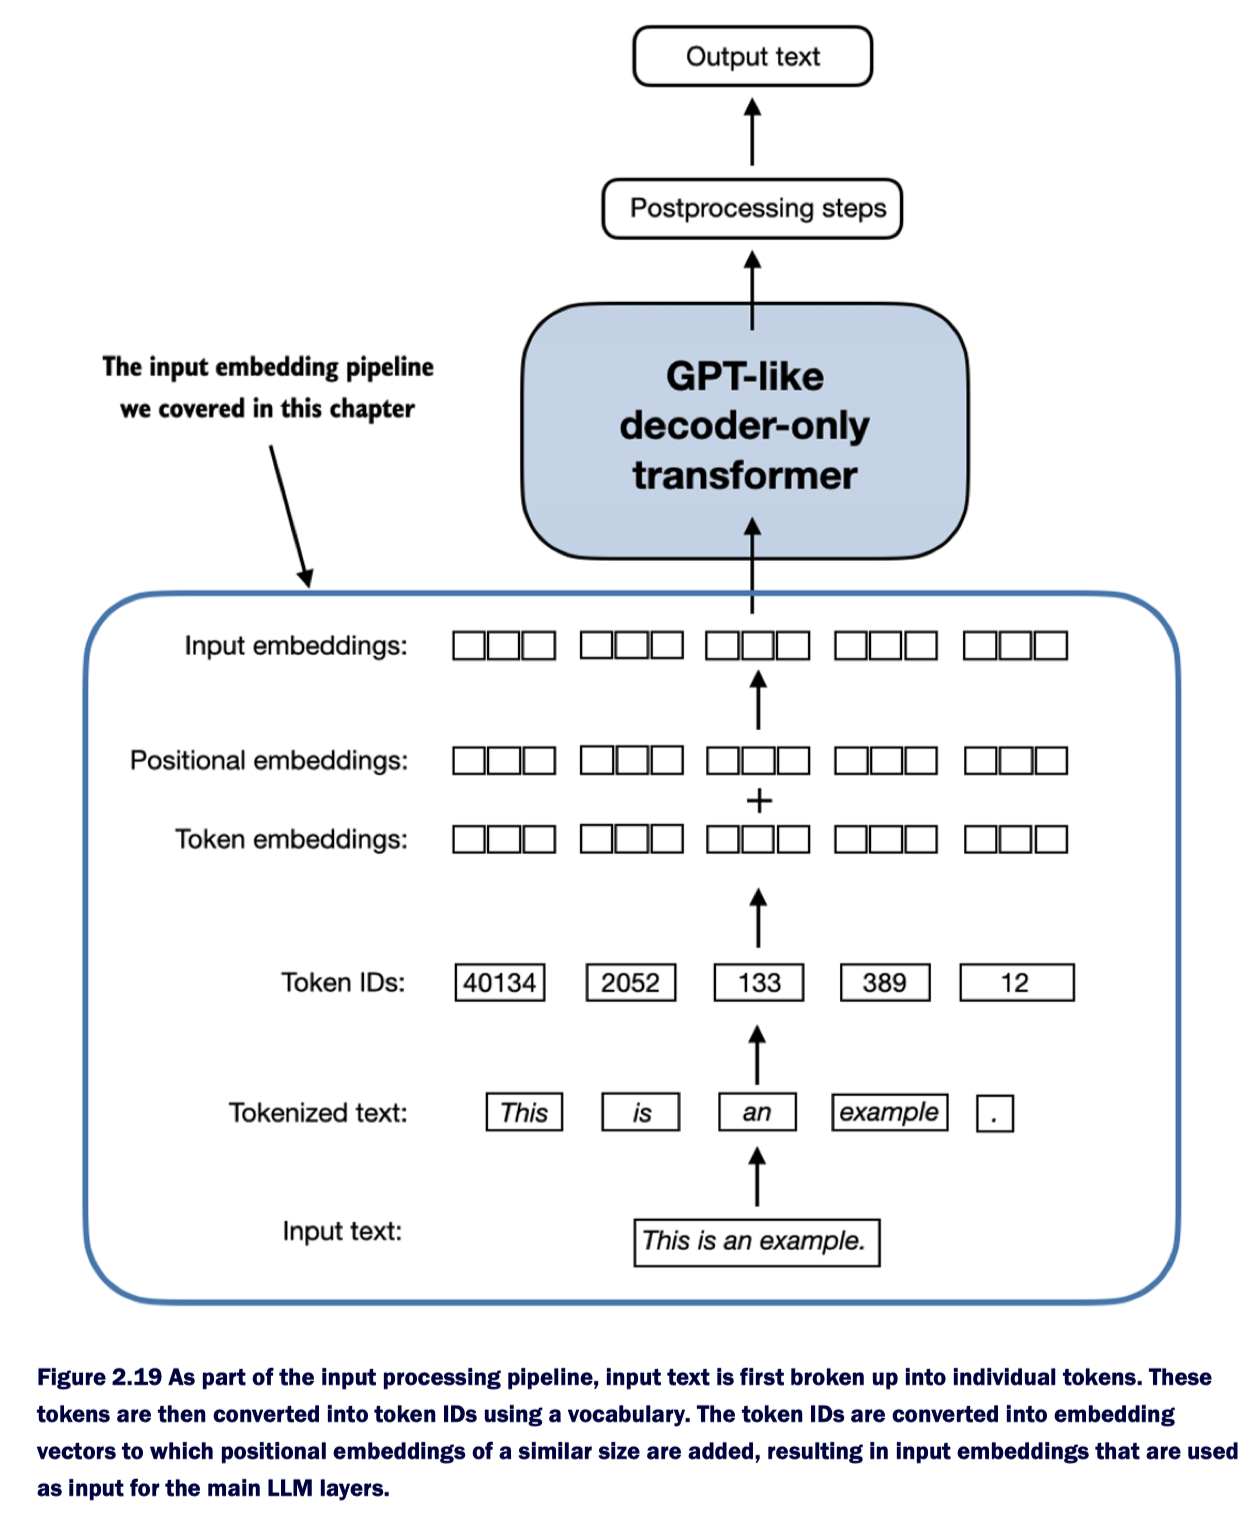 Output text
Postprocessing steps
GPT-like
decoder-only
transformer
The input embedding pipeline
we covered in this chapter
Input embeddings:
Positional embeddings:
+
Token embeddings:
Token IDs: 40134 2052 133 389 12
Tokenized text: This is an example .
Input text: This is an example.
Figure 2.19 As part of the input processing pipeline, input text is first broken up into individual tokens. These
tokens are then converted into token IDs using a vocabulary. The token IDs are converted into embedding
vectors to which positional embeddings of a similar size are added, resulting in input embeddings that are used
as input for the main LLM layers.